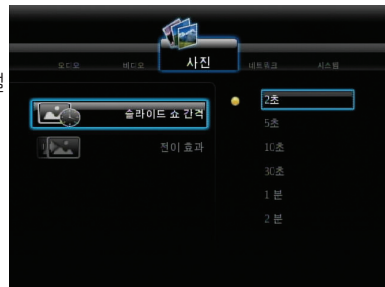 오디오 비디오 사진 네트워크 시스템
슬라이드 쇼 간격
전이 효과
2초
5초
10초
30초
1 분
2 분